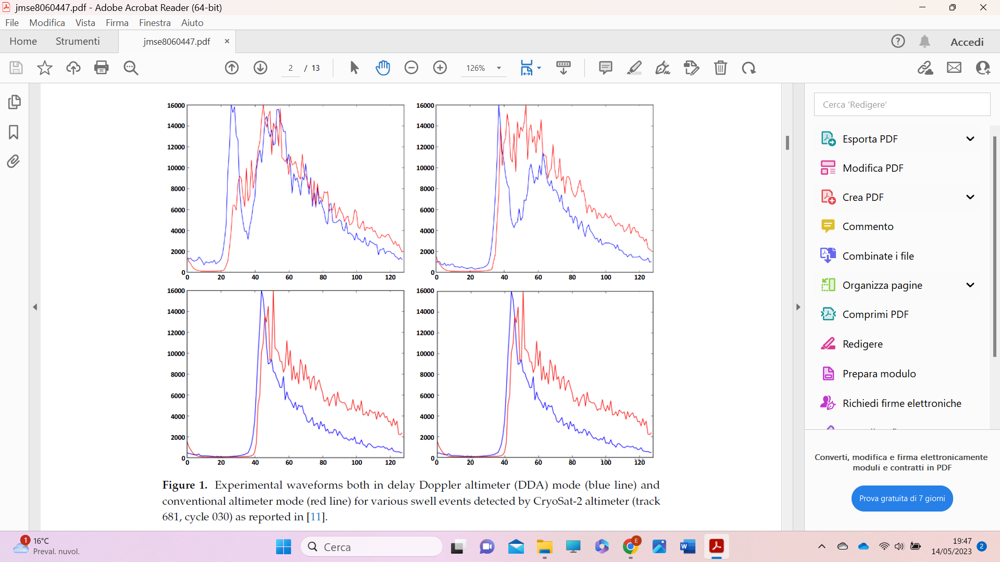 jmse8060447.pdf - Adobe Acrobat Reader (64-bit)
File Modifica Vista Firma Finestra Aiuto
Home Strumenti jmse8060447.pdf Accedi
2 / 13 126%
16000
14000
12000
10000
8000
6000
4000
2000
0
0 20 40 60 80 100 120
16000
14000
12000
10000
8000
6000
4000
2000
0
0 20 40 60 80 100 120
16000
14000
12000
10000
8000
6000
4000
2000
0
0 20 40 60 80 100 120
16000
14000
12000
10000
8000
6000
4000
2000
0
0 20 40 60 80 100 120
Figure 1. Experimental waveforms both in delay Doppler altimeter (DDA) mode (blue line) and
conventional altimeter mode (red line) for various swell events detected by CryoSat-2 altimeter (track
681, cycle 030) as reported in [11].
Cerca 'Redigere'
Esporta PDF
Modifica PDF
Crea PDF
Commento
Combinate i file
Organizza pagine
Comprimi PDF
Redigere
Prepara modulo
Richiedi firme elettroniche
Converti, modifica e firma elettronicamente
moduli e contratti in PDF
Prova gratuita di 7 giorni
1
16°C
Preval. nuvol.
Cerca
E
19:47
14/05/2023
2